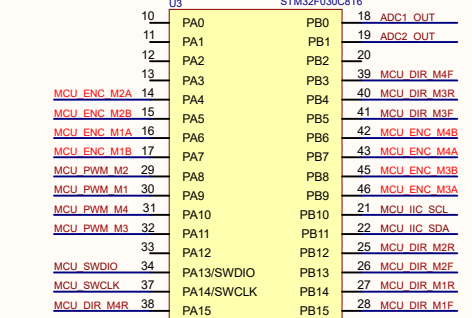 U3 STM32F030C8T6
10 PA0 PB0 18 ADC1_OUT
11 PA1 PB1 19 ADC2_OUT
12 PA2 PB2 20
13 PA3 PB3 39 MCU_DIR_M4F
MCU_ENC_M2A 14 PA4 PB4 40 MCU_DIR_M3R
MCU_ENC_M2B 15 PA5 PB5 41 MCU_DIR_M3F
MCU_ENC_M1A 16 PA6 PB6 42 MCU_ENC_M4B
MCU_ENC_M1B 17 PA7 PB7 43 MCU_ENC_M4A
MCU_PWM_M2 29 PA8 PB8 45 MCU_ENC_M3B
MCU_PWM_M1 30 PA9 PB9 46 MCU_ENC_M3A
MCU_PWM_M4 31 PA10 PB10 21 MCU_IIC_SCL
MCU_PWM_M3 32 PA11 PB11 22 MCU_IIC_SDA
33 PA12 PB12 25 MCU_DIR_M2R
MCU_SWDIO 34 PA13/SWDIO PB13 26 MCU_DIR_M2F
MCU_SWCLK 37 PA14/SWCLK PB14 27 MCU_DIR_M1R
MCU_DIR_M4R 38 PA15 PB15 28 MCU_DIR_M1F